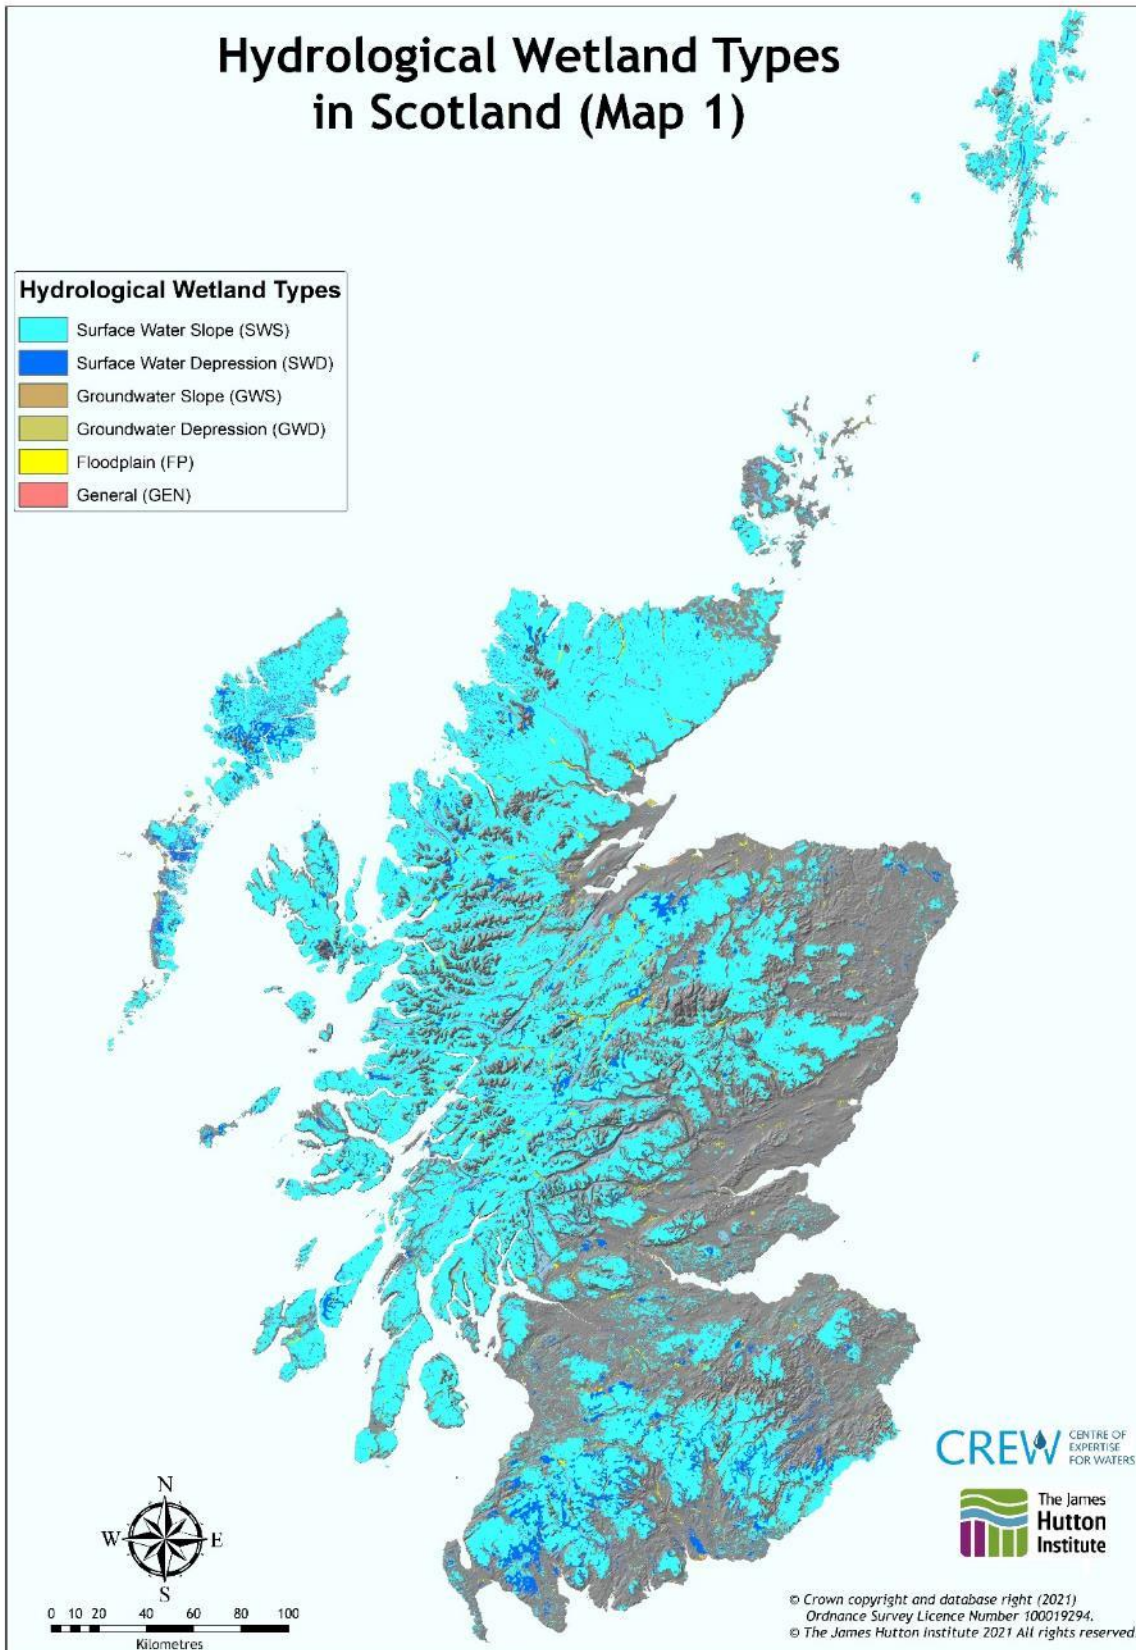 Hydrological Wetland Types
in Scotland (Map 1)
Hydrological Wetland Types
Surface Water Slope (SWS)
Surface Water Depression (SWD)
Groundwater Slope (GWS)
Groundwater Depression (GWD)
Floodplain (FP)
General (GEN)
CREW
CENTRE OF
EXPERTISE
FOR WATERS
The James
Hutton
Institute
N
W E
S
0 10 20 40 60 80 100
Kilometres
© Crown copyright and database right (2021)
Ordnance Survey Licence Number 100019294.
© The James Hutton Institute 2021 All rights reserved